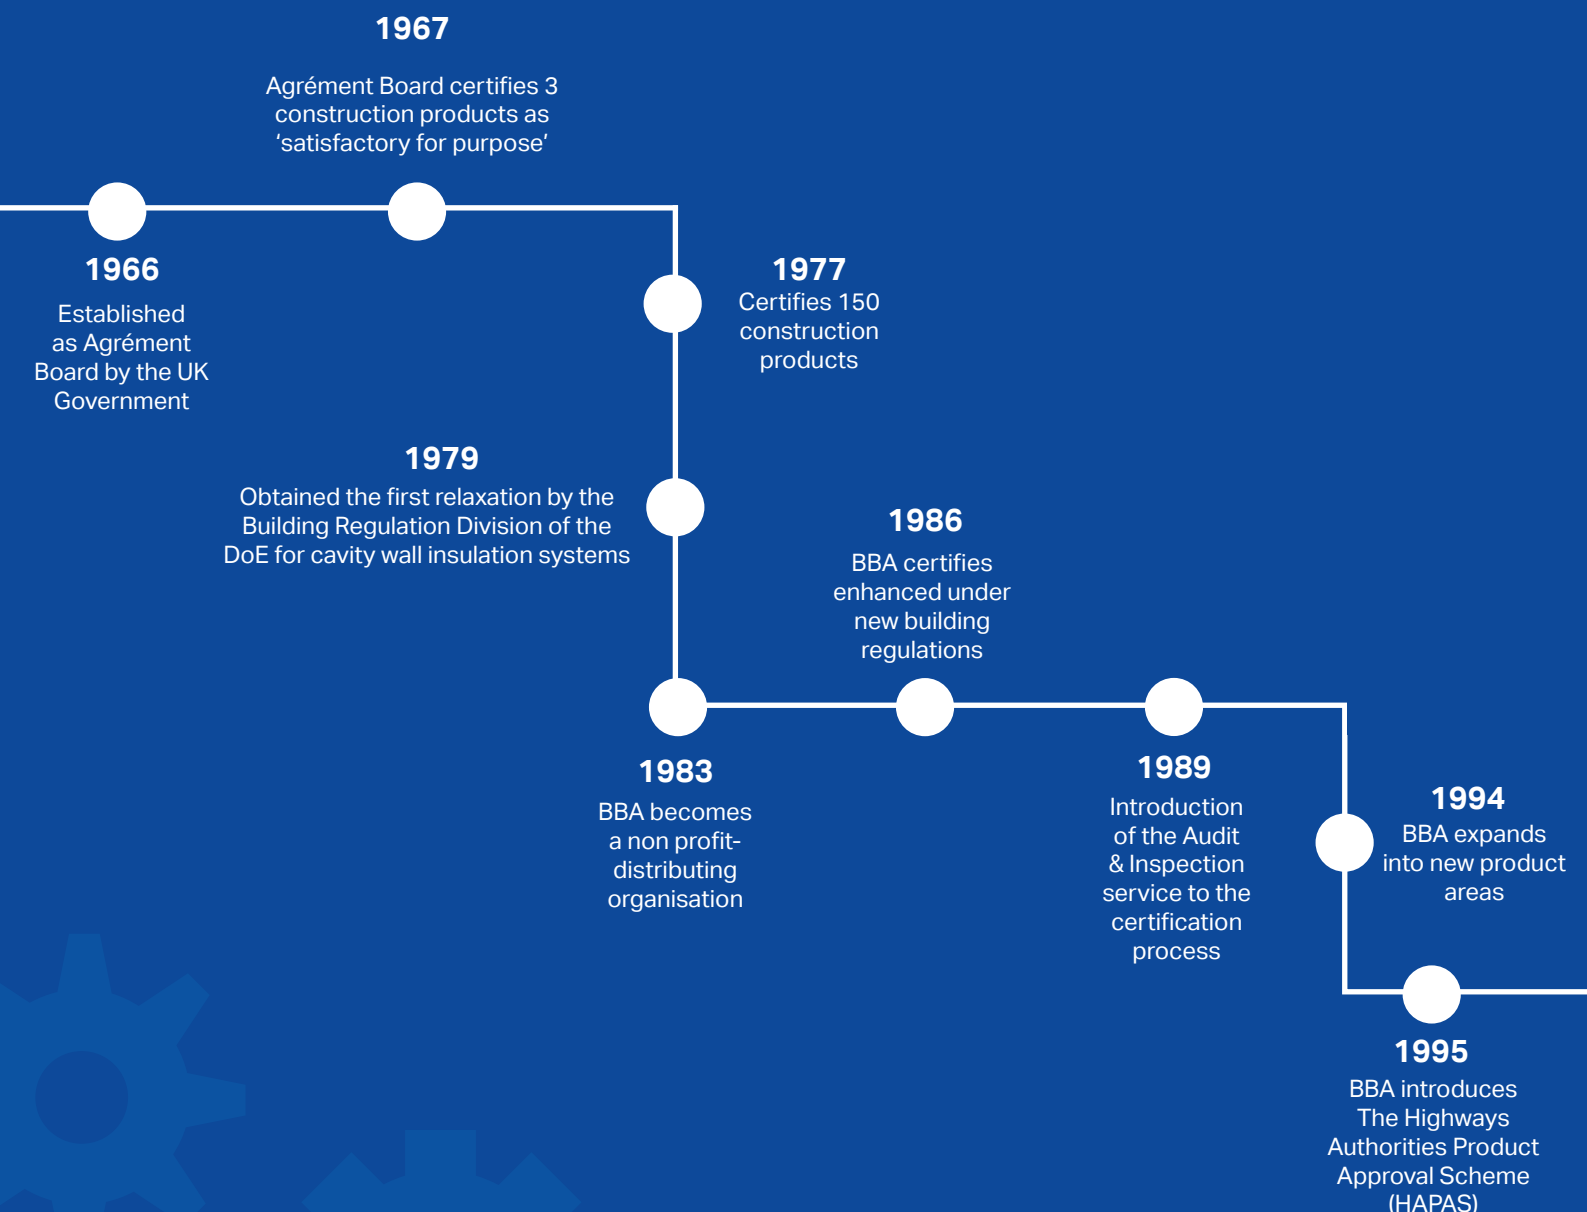 1967
Agrément Board certifies 3
construction products as
‘satisfactory for purpose’
1966
Established
as Agrément
Board by the UK
Government
1977
Certifies 150
construction
products
1979
Obtained the first relaxation by the
Building Regulation Division of the
DoE for cavity wall insulation systems
1983
BBA becomes
a non profit-
distributing
organisation
1986
BBA certifies
enhanced under
new building
regulations
1989
Introduction
of the Audit
& Inspection
service to the
certification
process
1994
BBA expands
into new product
areas
1995
BBA introduces
The Highways
Authorities Product
Approval Scheme
(HAPAS)